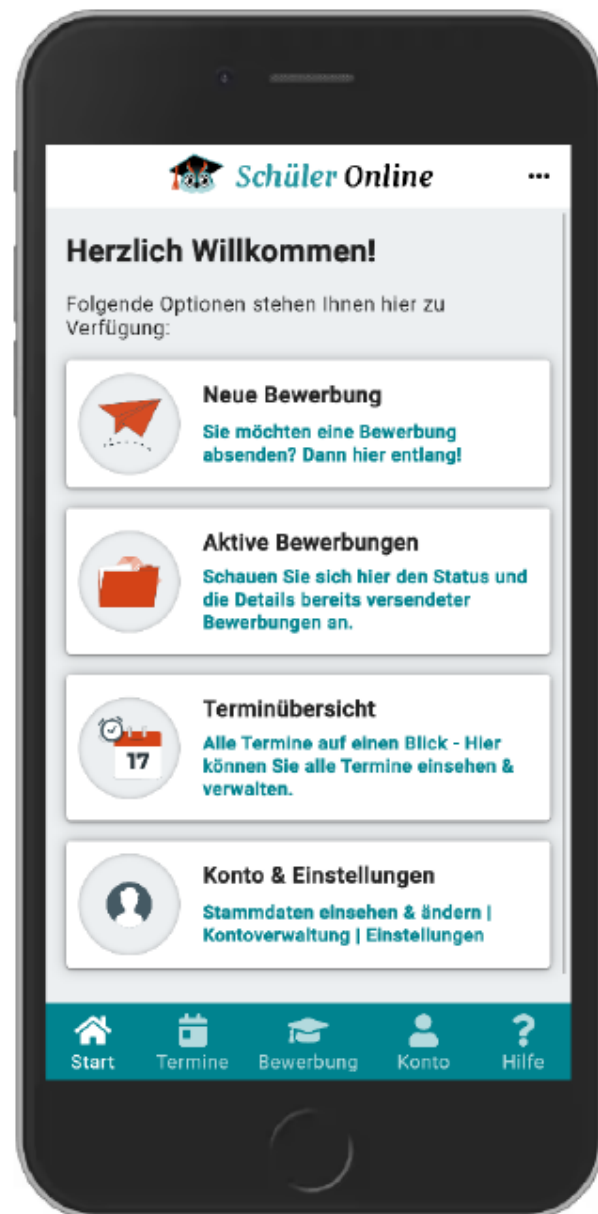 Schüler Online
Herzlich Willkommen!
Folgende Optionen stehen Ihnen hier zu
Verfügung:
Neue Bewerbung
Sie möchten eine Bewerbung
absenden? Dann hier entlang!
Aktive Bewerbungen
Schauen Sie sich hier den Status und
die Details bereits versendeter
Bewerbungen an.
Terminübersicht
17
Alle Termine auf einen Blick - Hier
können Sie alle Termine einsehen &
verwalten.
Konto & Einstellungen
Stammdaten einsehen & ändern |
Kontoverwaltung | Einstellungen
Start Termine Bewerbung Konto Hilfe